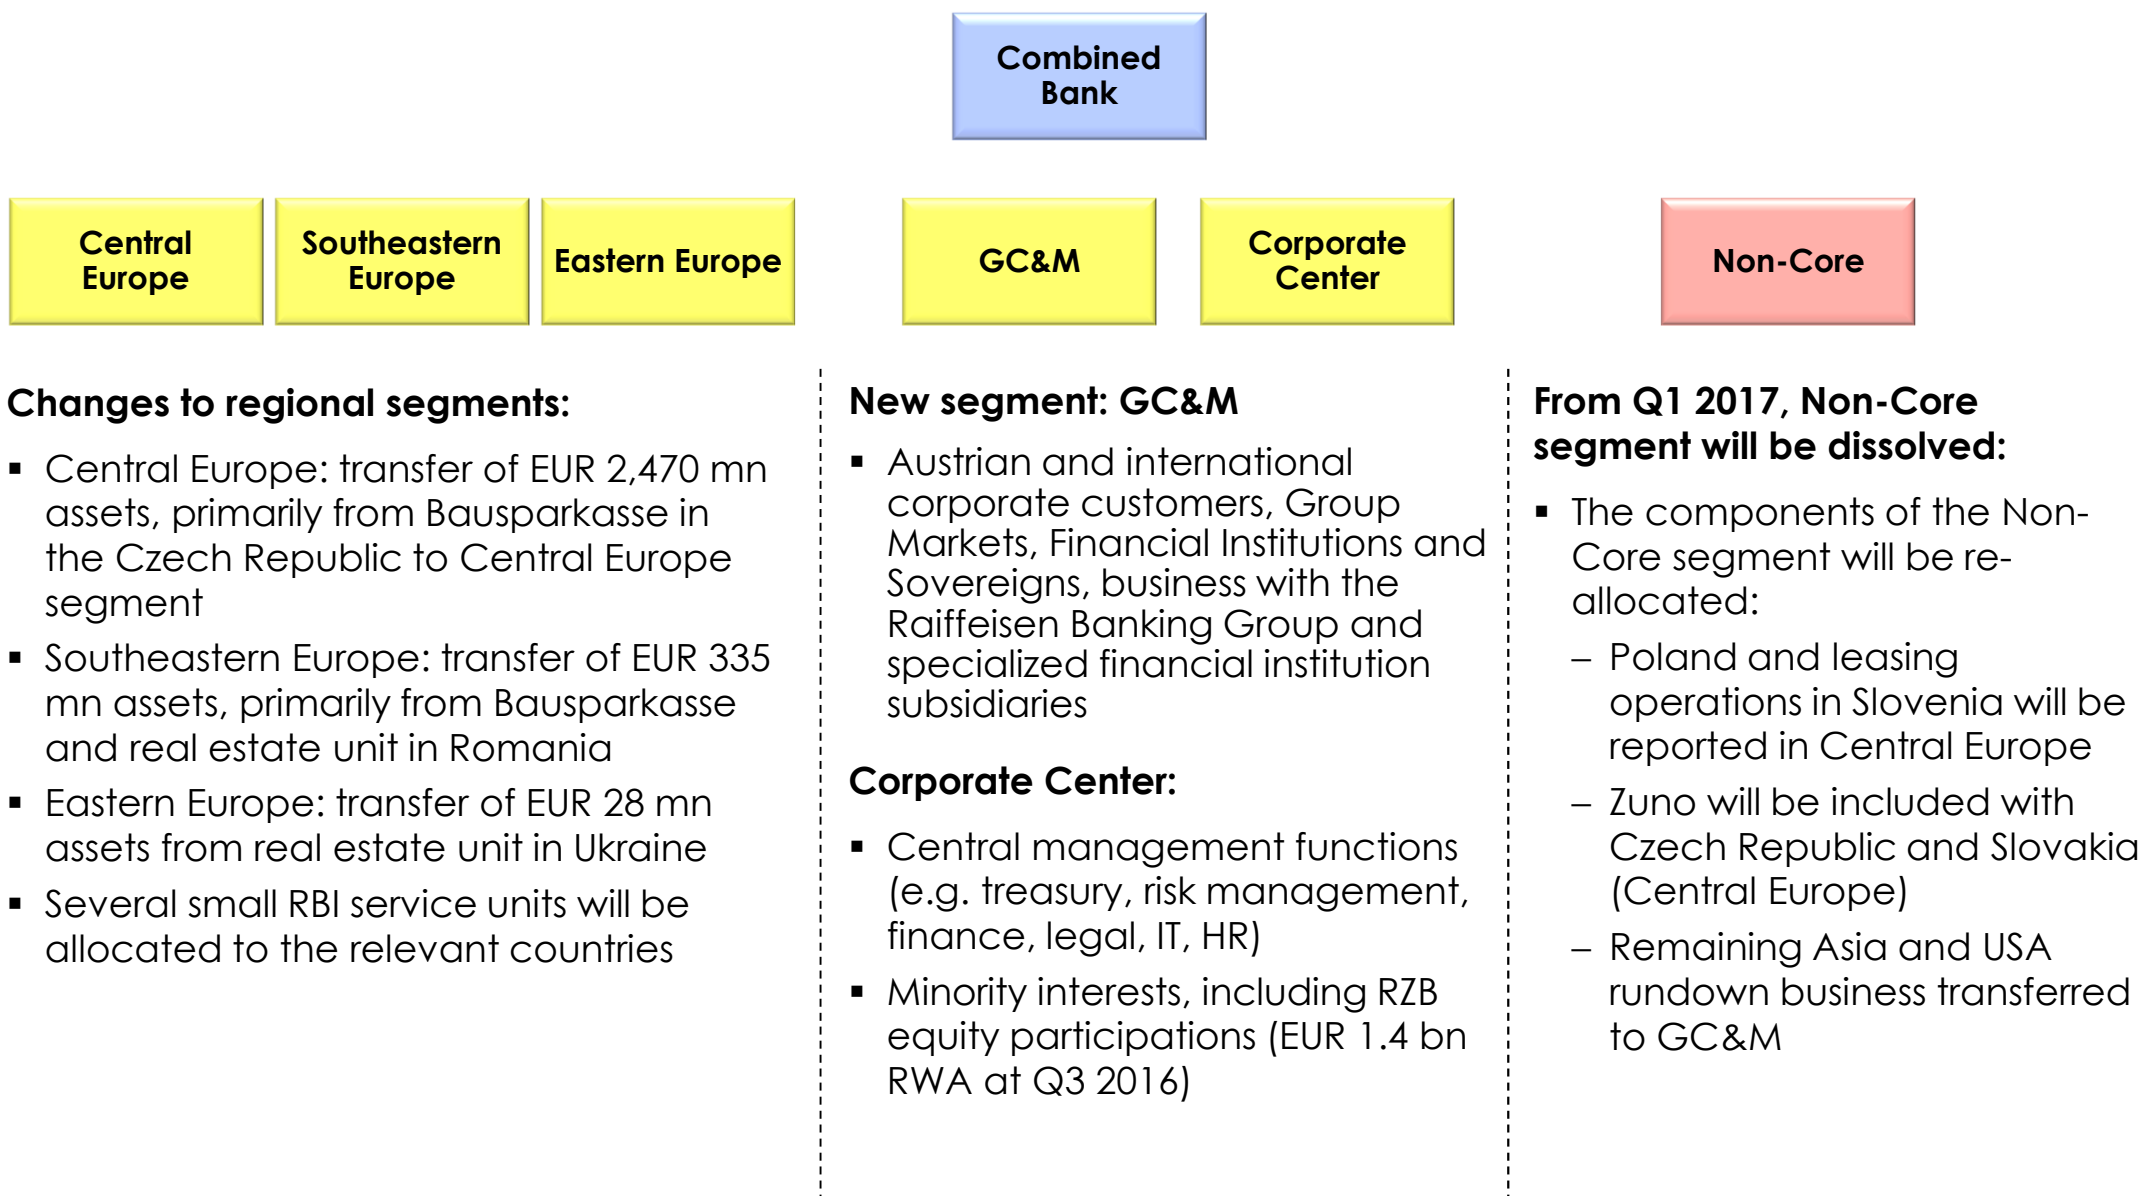 Combined
Bank
Central
Europe
Southeastern
Europe
Eastern Europe
GC&M
Corporate
Center
Non-Core
Changes to regional segments:
▪ Central Europe: transfer of EUR 2,470 mn
assets, primarily from Bausparkasse in
the Czech Republic to Central Europe
segment
▪ Southeastern Europe: transfer of EUR 335
mn assets, primarily from Bausparkasse
and real estate unit in Romania
▪ Eastern Europe: transfer of EUR 28 mn
assets from real estate unit in Ukraine
▪ Several small RBI service units will be
allocated to the relevant countries
New segment: GC&M
▪ Austrian and international
corporate customers, Group
Markets, Financial Institutions and
Sovereigns, business with the
Raiffeisen Banking Group and
specialized financial institution
subsidiaries
Corporate Center:
▪ Central management functions
(e.g. treasury, risk management,
finance, legal, IT, HR)
▪ Minority interests, including RZB
equity participations (EUR 1.4 bn
RWA at Q3 2016)
From Q1 2017, Non-Core
segment will be dissolved:
▪ The components of the Non-
Core segment will be re-
allocated:
– Poland and leasing
operations in Slovenia will be
reported in Central Europe
– Zuno will be included with
Czech Republic and Slovakia
(Central Europe)
– Remaining Asia and USA
rundown business transferred
to GC&M